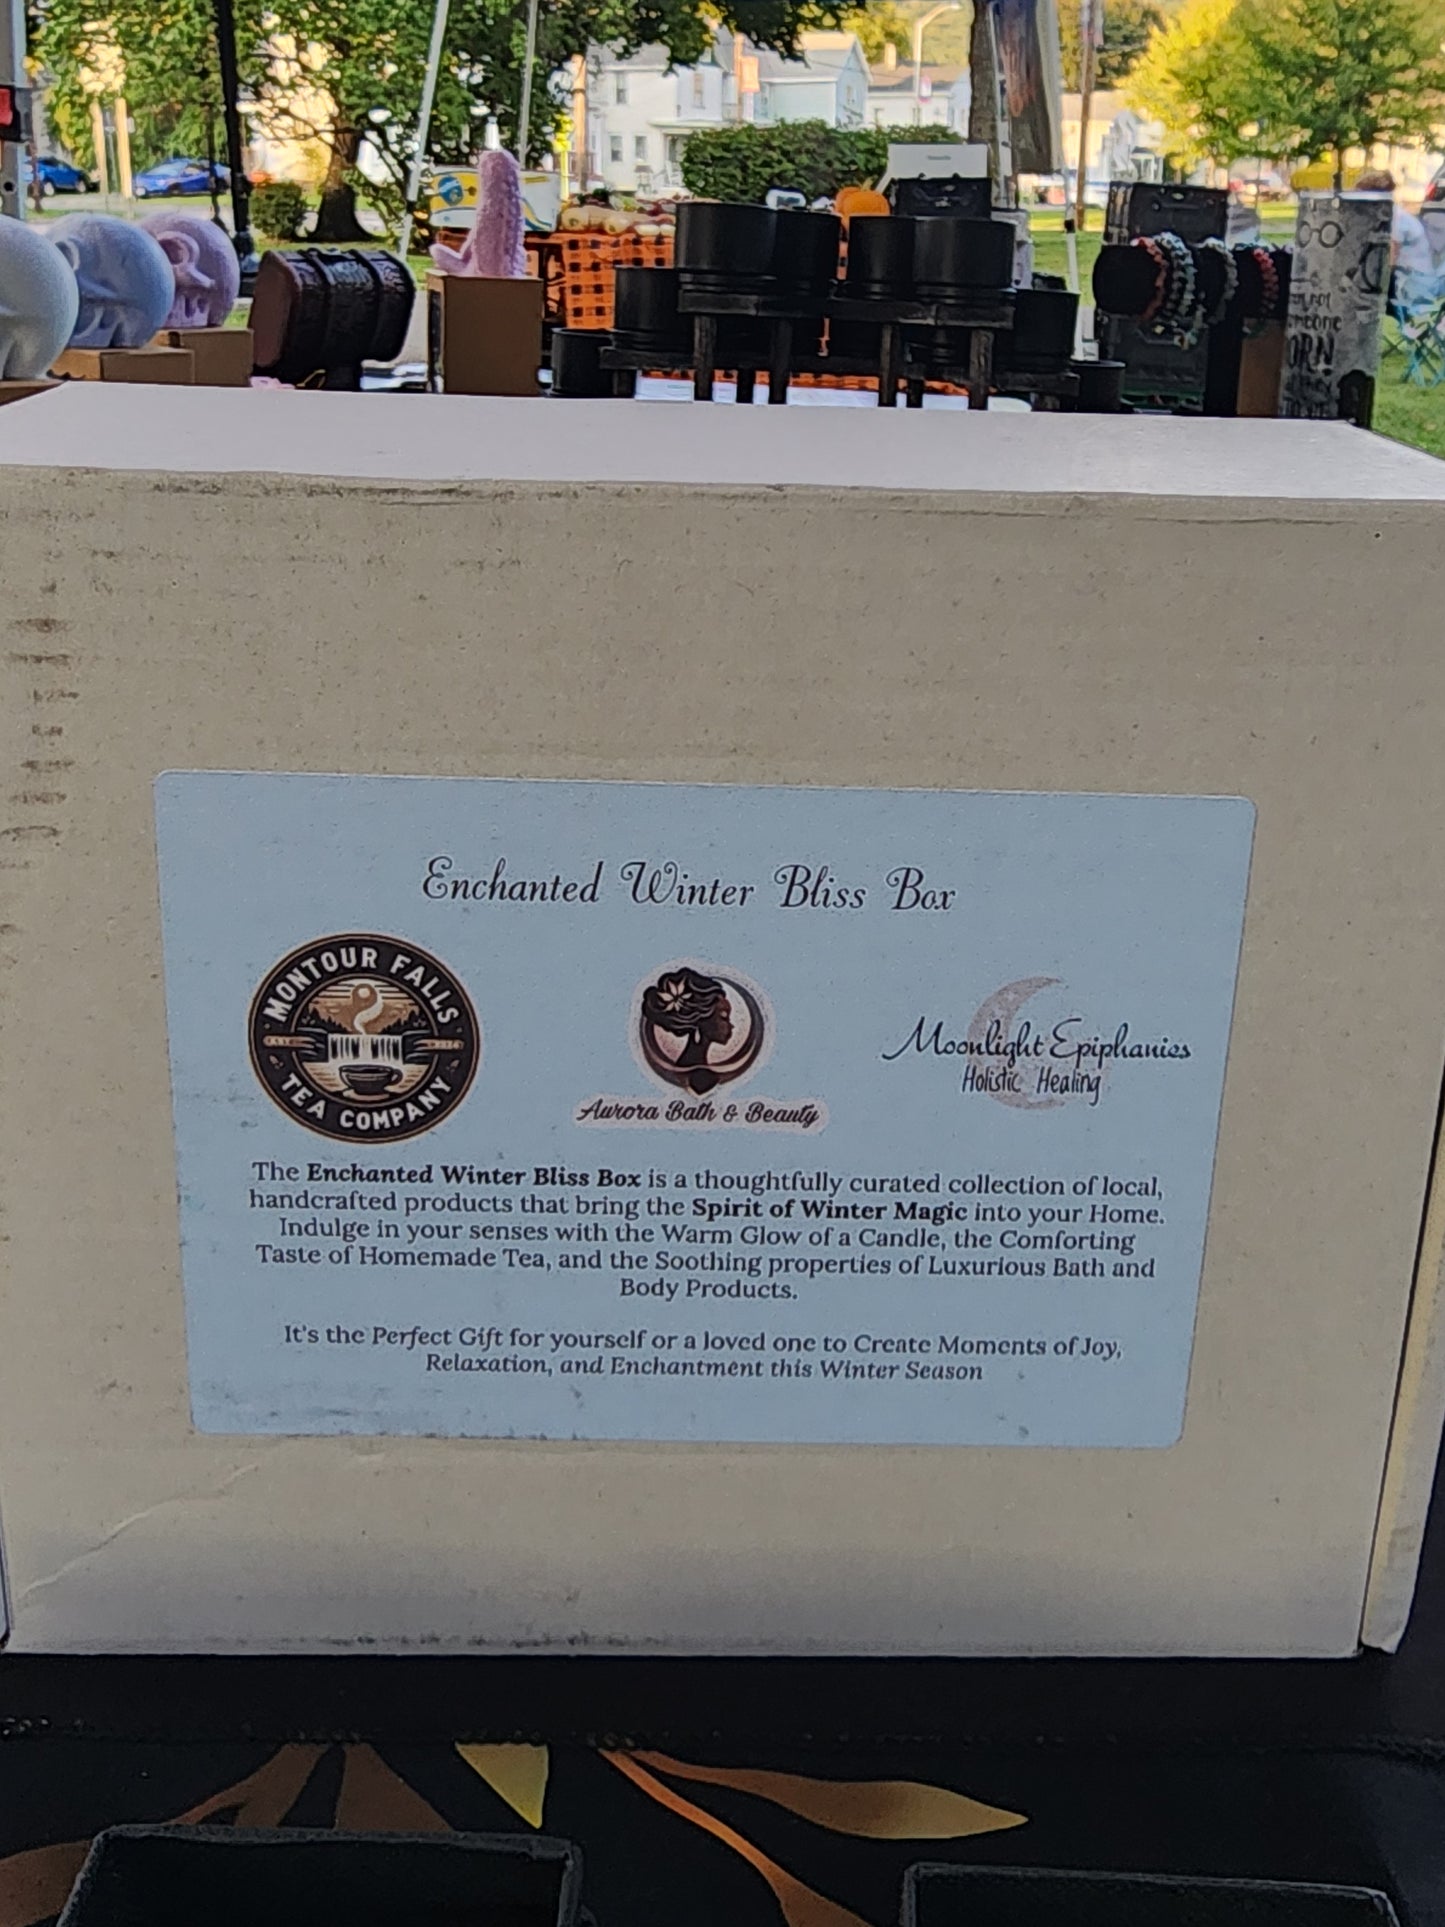 Enchanted Winter Bliss Box
MONTOUR FALLS
TEA COMPANY
Aurora Bath & Beauty
Moonlight Epiphanies
Holistic Healing
The Enchanted Winter Bliss Box is a thoughtfully curated collection of local,
handcrafted products that bring the Spirit of Winter Magic into your Home.
Indulge in your senses with the Warm Glow of a Candle, the Comforting
Taste of Homemade Tea, and the Soothing properties of Luxurious Bath and
Body Products.
It's the Perfect Gift for yourself or a loved one to Create Moments of Joy,
Relaxation, and Enchantment this Winter Season